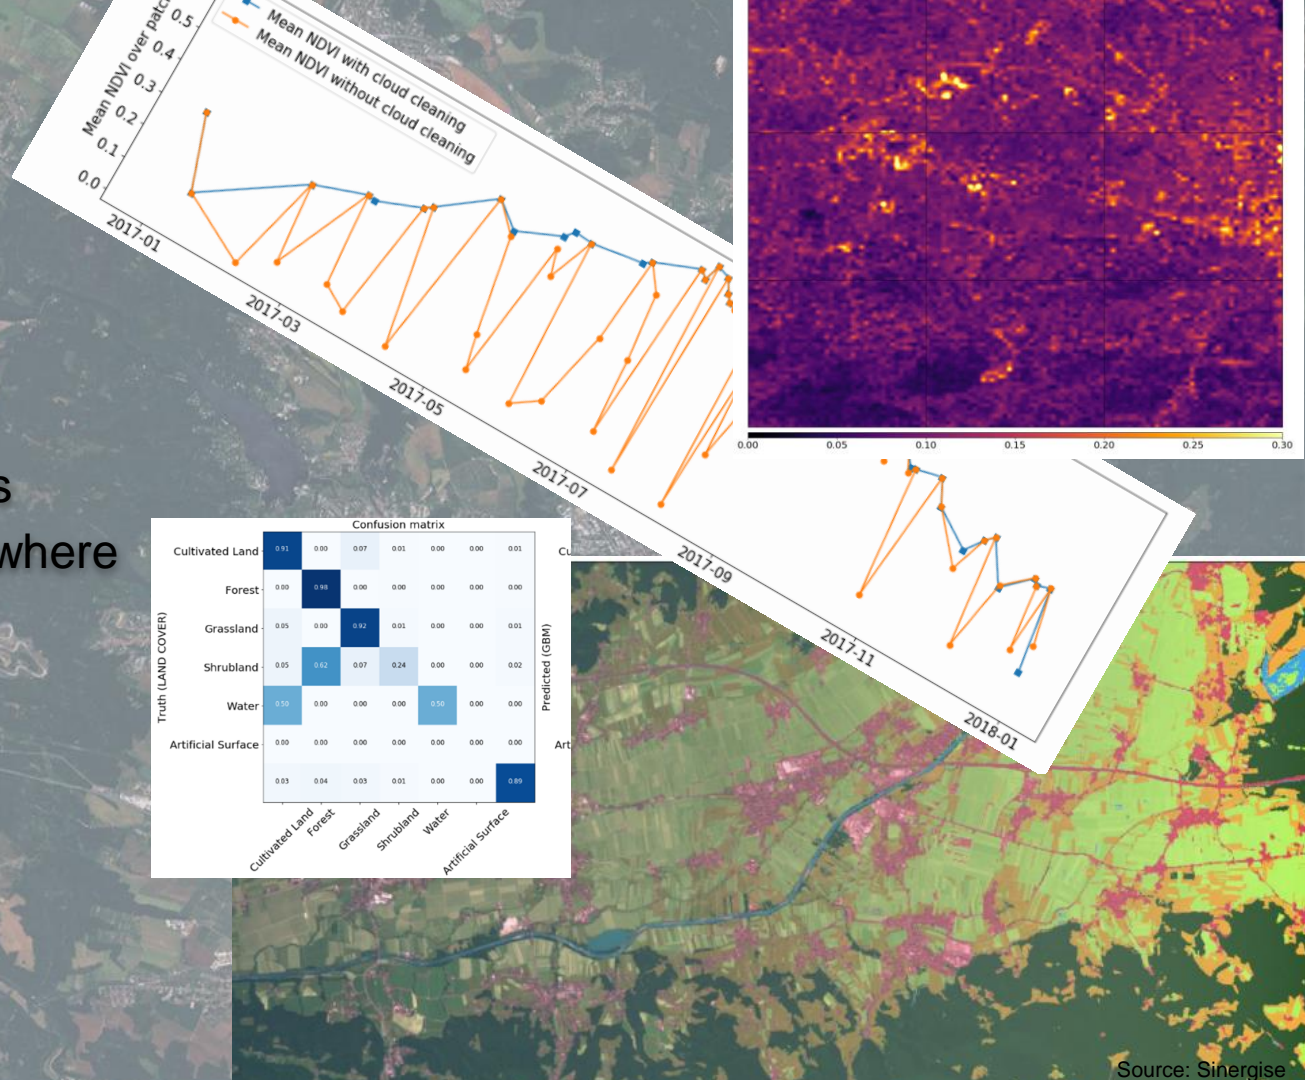 Mean NDVI over patc
0.5
0.4
0.3
0.2
0.1
0.0
Mean NDVI with cloud cleaning
Mean NDVI without cloud cleaning
2017-01
2017-03
2017-05
2017-07
2017-09
2017-11
2018-01
0.00 0.05 0.10 0.15 0.20 0.25 0.30
s
where
Confusion matrix
Truth (LAND COVER)
Cultivated Land 0.91 0.00 0.07 0.01 0.00 0.00 0.01
Forest 0.00 0.98 0.00 0.00 0.00 0.00 0.00
Grassland 0.05 0.00 0.92 0.01 0.00 0.00 0.01
Shrubland 0.05 0.62 0.07 0.24 0.00 0.00 0.02
Water 0.50 0.00 0.00 0.00 0.50 0.00 0.00
Artificial Surface 0.00 0.00 0.00 0.00 0.00 0.00 0.00
0.03 0.04 0.03 0.01 0.00 0.00 0.89
Cultivated Land
Forest
Grassland
Shrubland
Water
Artificial Surface
Predicted (GBM)
Cu
Art
Source: Sinergise